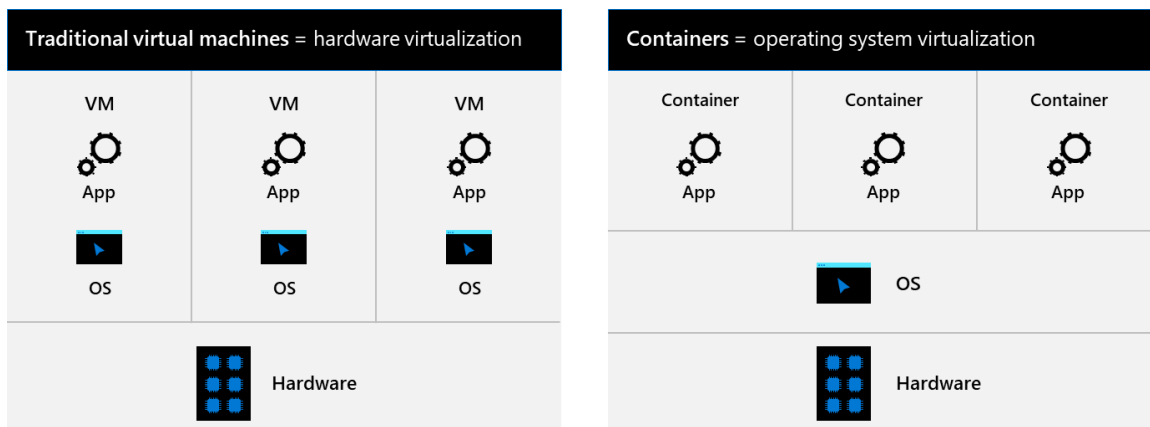 Traditional virtual machines = hardware virtualization
VM VM VM
App App App
OS OS OS
Hardware
Containers = operating system virtualization
Container Container Container
App App App
OS
Hardware